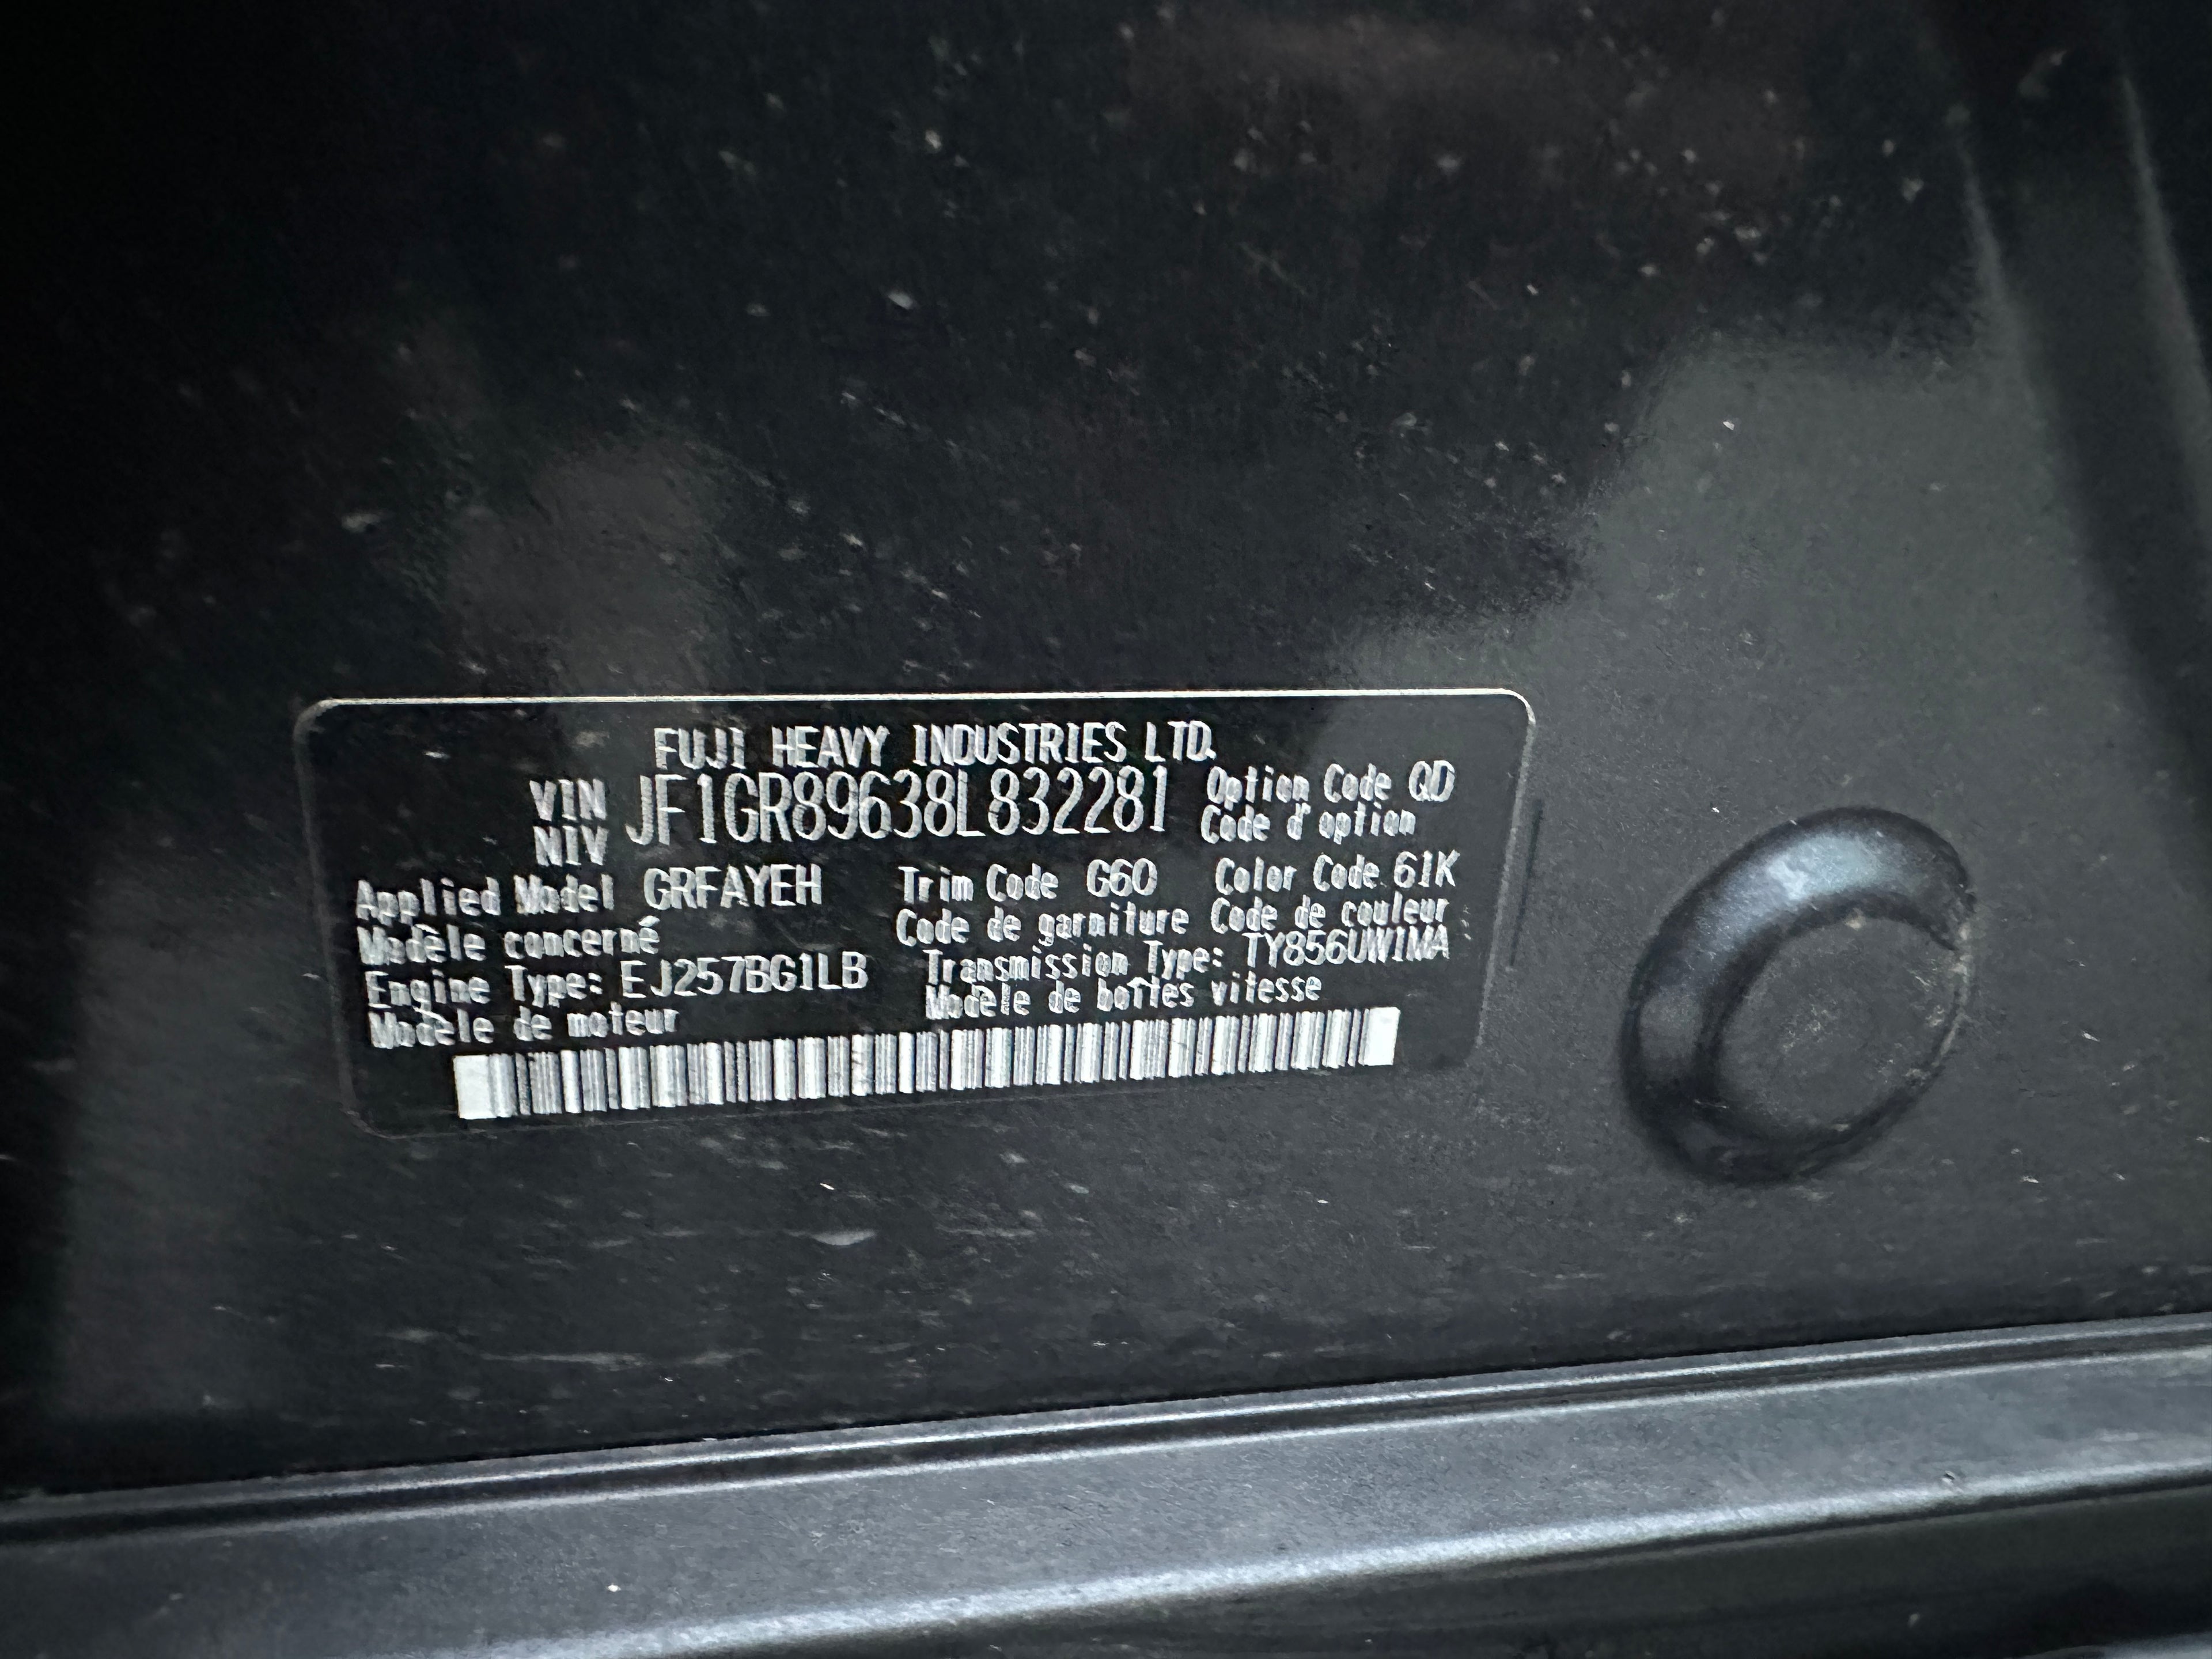 FUJI HEAVY INDUSTRIES LTD.
VIN JF1GR89638L832281 Option Code QD
NIV Code d'option
Applied Model GRFAYEH Trim Code G60 Color Code 61K
Modèle concerné Code de garniture Code de couleur
Engine Type: EJ257BG1LB Transmission Type: TY856UW1MA
Modèle de moteur Modèle de boîtes vitesse